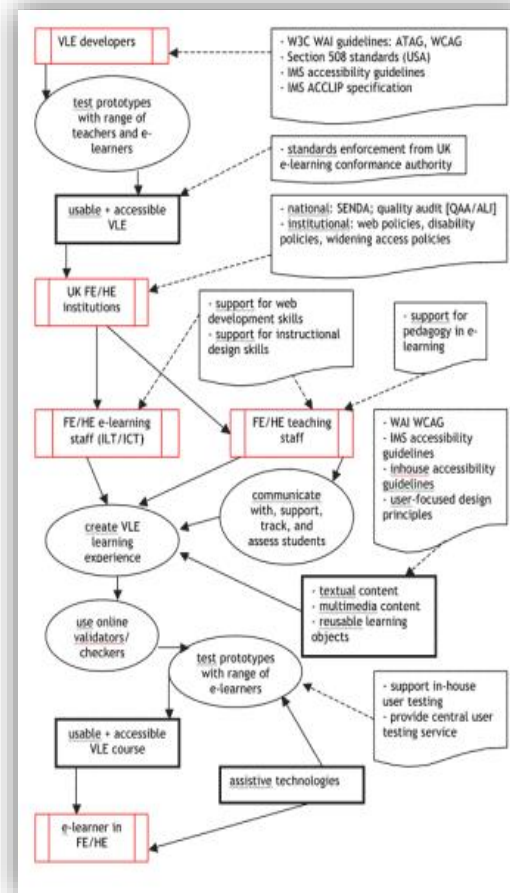 VLE developers
- W3C WAI guidelines: ATAG, WCAG
- Section 508 standards (USA)
- IMS accessibility guidelines
- IMS ACCLIP specification
test prototypes
with range of
teachers and e-
learners
- standards enforcement from UK
e-learning conformance authority
usable + accessible
VLE
- national: SENDA; quality audit [QAA/ALI]
- institutional: web policies, disability
policies, widening access policies
UK FE/HE
institutions
- support for web
development skills
- support for instructional
design skills
- support for
pedagogy in e-
learning
FE/HE e-learning
staff (ILT/ICT)
FE/HE teaching
staff
- WAI WCAG
- IMS accessibility
guidelines
- inhouse accessibility
guidelines
- user-focused design
principles
communicate
with, support,
track, and
assess students
create VLE
learning
experience
- textual content
- multimedia content
- reusable learning
objects
use online
validators/
checkers
test prototypes
with range of
e-learners
- support in-house
user testing
- provide central user
testing service
usable + accessible
VLE course
assistive technologies
e-learner in
FE/HE